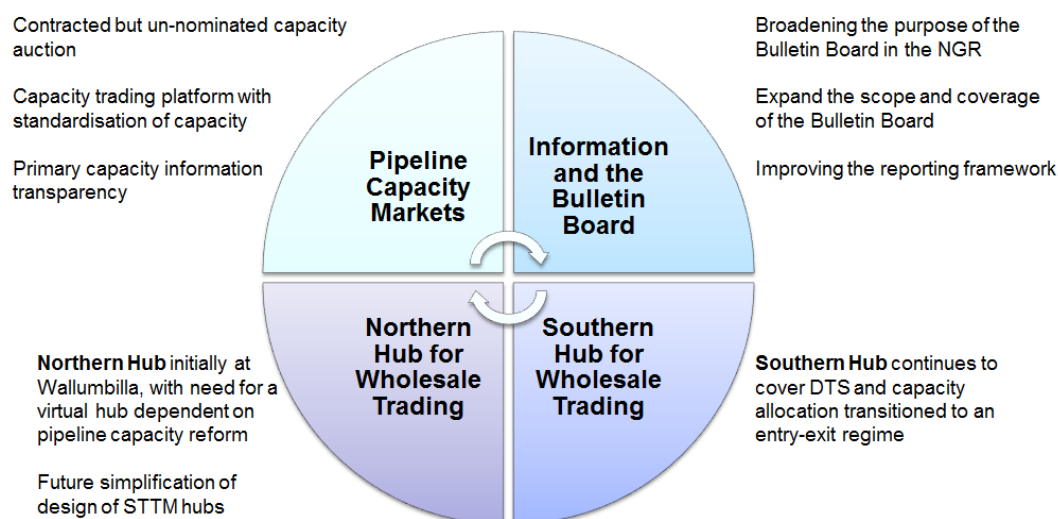 Contracted but un-nominated capacity
auction
Capacity trading platform with
standardisation of capacity
Primary capacity information
transparency
Pipeline
Capacity
Markets
Information
and the
Bulletin
Board
Broadening the purpose of the
Bulletin Board in the NGR
Expand the scope and coverage
of the Bulletin Board
Improving the reporting framework
Northern Hub initially at
Wallumbilla, with need for a
virtual hub dependent on
pipeline capacity reform
Future simplification of
design of STTM hubs
Northern
Hub for
Wholesale
Trading
Southern
Hub for
Wholesale
Trading
Southern Hub continues to
cover DTS and capacity
allocation transitioned to an
entry-exit regime